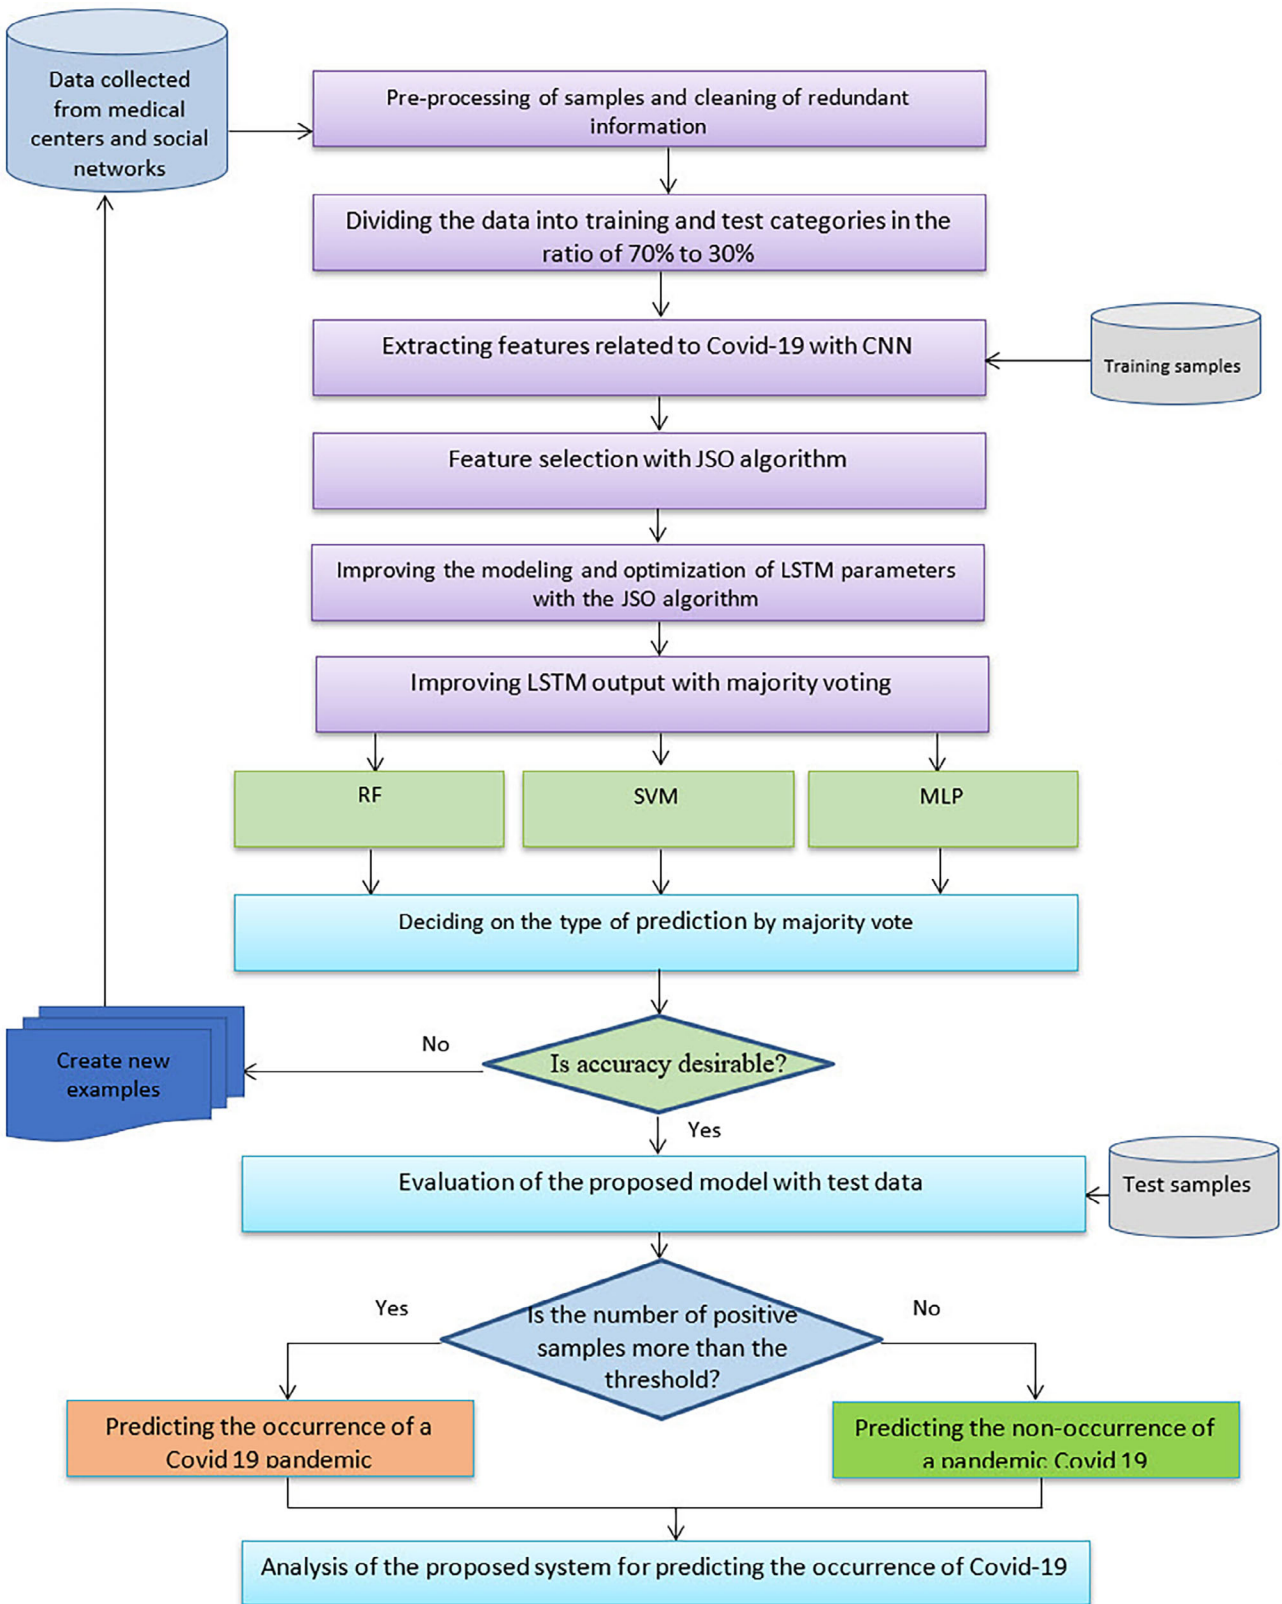 Data collected
from medical
centers and social
networks
Pre-processing of samples and cleaning of redundant
information
Dividing the data into training and test categories in the
ratio of 70% to 30%
Extracting features related to Covid-19 with CNN
Training samples
Feature selection with JSO algorithm
Improving the modeling and optimization of LSTM parameters
with the JSO algorithm
Improving LSTM output with majority voting
RF
SVM
MLP
Deciding on the type of prediction by majority vote
Is accuracy desirable?
No
Create new
examples
Yes
Evaluation of the proposed model with test data
Test samples
Is the number of positive
samples more than the
threshold?
Yes
No
Predicting the occurrence of a
Covid 19 pandemic
Predicting the non-occurrence of
a pandemic Covid 19
Analysis of the proposed system for predicting the occurrence of Covid-19